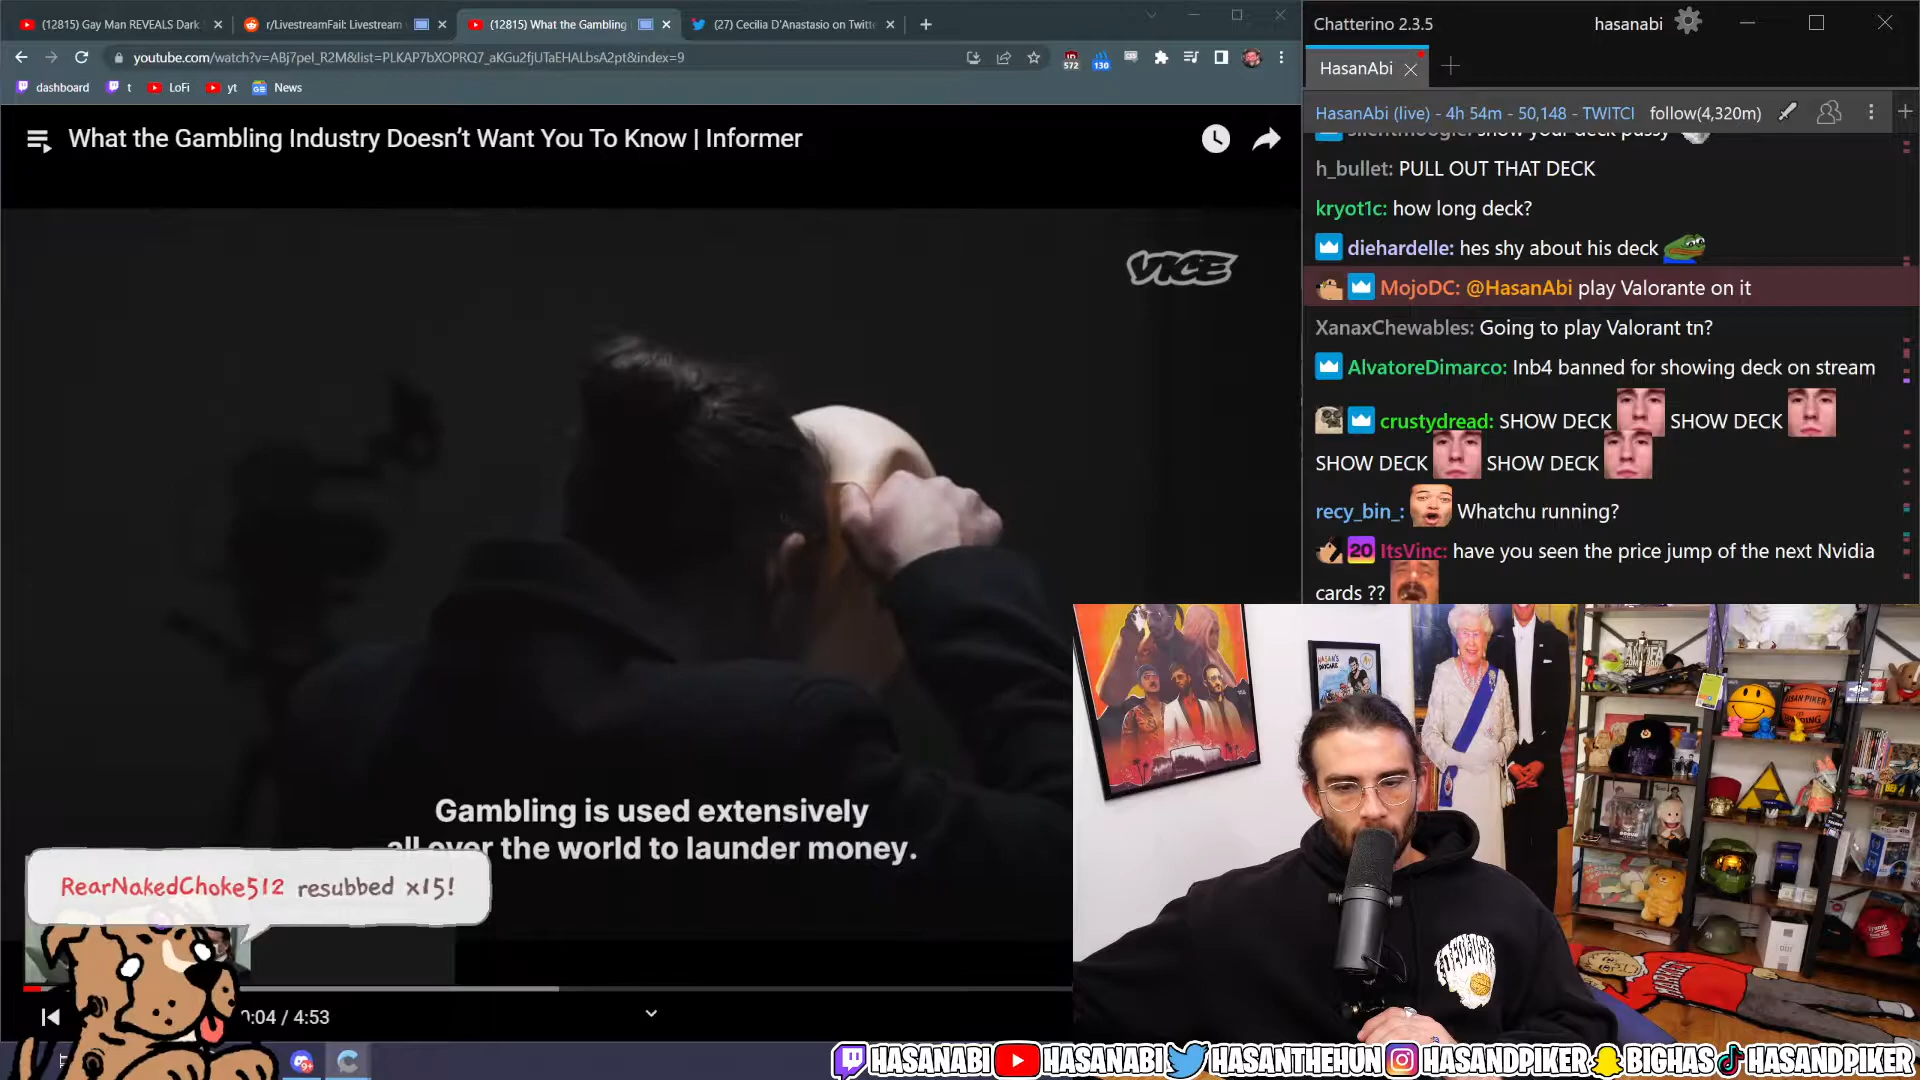 (12815) Gay Man REVEALS Dark
r/LivestreamFail: Livestream
(12815) What the Gambling
(27) Cecilia D'Anastasio on Twitt
youtube.com/watch?v=ABj7pel_R2M&list=PLKAP7bXOPRQ7_aKGu2fjUTaEHALbsA2pt&index=9
572
130
dashboard
t
LoFi
yt
News
What the Gambling Industry Doesn't Want You To Know | Informer
VICE
Gambling is used extensively
all over the world to launder money.
RearNakedChoke512 resubbed x15!
0:04 / 4:53
Chatterino 2.3.5
hasanabi
HasanAbi
HasanAbi (live) - 4h 54m - 50,148 - TWITCI
follow(4,320m)
show your deck pussy
h_bullet: PULL OUT THAT DECK
kryot1c: how long deck?
diehardelle: hes shy about his deck
MojoDC: @HasanAbi play Valorante on it
XanaxChewables: Going to play Valorant tn?
AlvatoreDimarco: Inb4 banned for showing deck on stream
crustydread: SHOW DECK SHOW DECK
SHOW DECK SHOW DECK
recy_bin_: Whatchu running?
20 ItsVinc: have you seen the price jump of the next Nvidia
cards ??
HASANABI HASANABI HASANTHEHUN HASANDPIKER BIGHAS HASANDPIKER